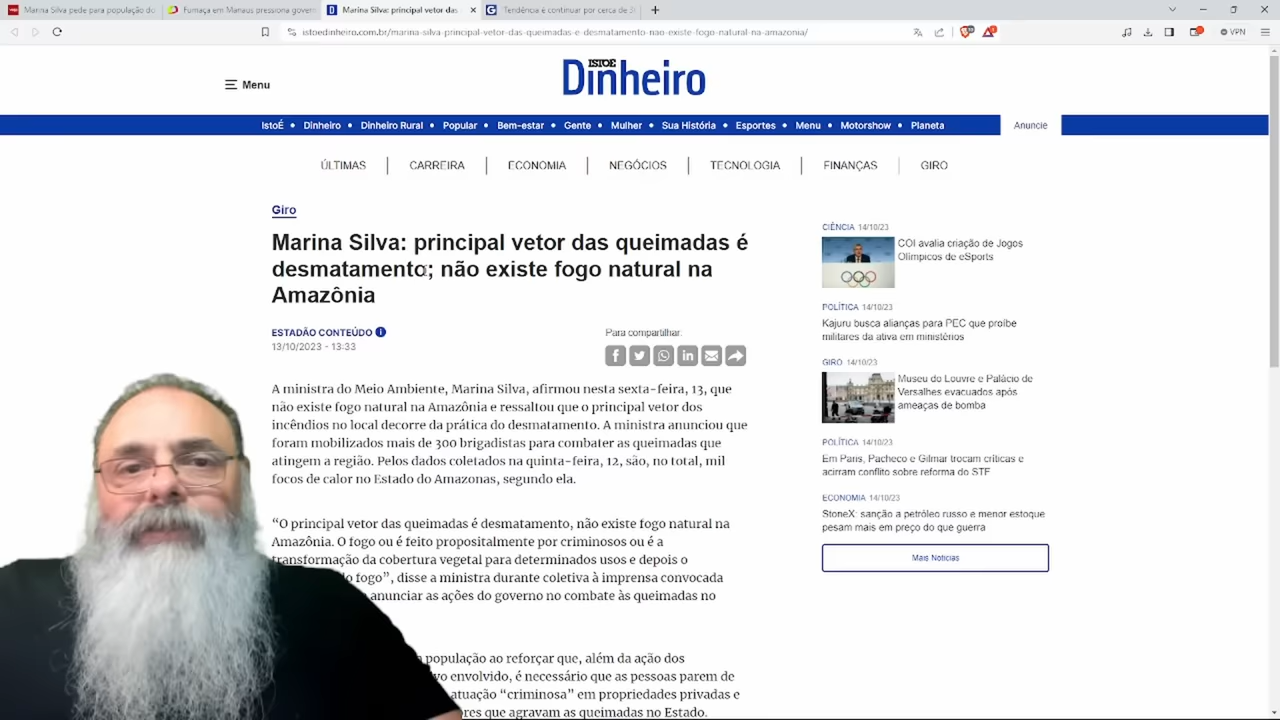 Marina Silva pede para população do
Fumaça em Manaus pressiona govern
Marina Silva: principal vetor das
Tendência é continuar por cerca de
istoedinheiro.com.br/marina-silva-principal-vetor-das-queimadas-e-desmatamento-nao-existe-fogo-natural-na-amazonia/
VPN
Menu
ISTOÉ
Dinheiro
IstoÉ • Dinheiro • Dinheiro Rural • Popular • Bem-estar • Gente • Mulher • Sua História • Esportes • Menu • Motorshow • Planeta
Anuncie
ÚLTIMAS | CARREIRA | ECONOMIA | NEGÓCIOS | TECNOLOGIA | FINANÇAS | GIRO
Giro
Marina Silva: principal vetor das queimadas é
desmatamento; não existe fogo natural na
Amazônia
ESTADÃO CONTEÚDO
13/10/2023 - 13:33
Para compartilhar:
A ministra do Meio Ambiente, Marina Silva, afirmou nesta sexta-feira, 13, que
não existe fogo natural na Amazônia e ressaltou que o principal vetor dos
incêndios no local decorre da prática do desmatamento. A ministra anunciou que
foram mobilizados mais de 300 brigadistas para combater as queimadas que
atingem a região. Pelos dados coletados na quinta-feira, 12, são, no total, mil
focos de calor no Estado do Amazonas, segundo ela.
“O principal vetor das queimadas é desmatamento, não existe fogo natural na
Amazônia. O fogo ou é feito propositalmente por criminosos ou é a
transformação da cobertura vegetal para determinados usos e depois o
do fogo”, disse a ministra durante coletiva à imprensa convocada
anunciar as ações do governo no combate às queimadas no
população ao reforçar que, além da ação dos
envolvido, é necessário que as pessoas parem de
atuação “criminosa” em propriedades privadas e
que agravam as queimadas no Estado.
CIÊNCIA 14/10/23
COI avalia criação de Jogos
Olímpicos de eSports
POLÍTICA 14/10/23
Kajuru busca alianças para PEC que proíbe
militares da ativa em ministérios
GIRO 14/10/23
Museu do Louvre e Palácio de
Versalhes evacuados após
ameaças de bomba
POLÍTICA 14/10/23
Em Paris, Pacheco e Gilmar trocam críticas e
acirram conflito sobre reforma do STF
ECONOMIA 14/10/23
StoneX: sanção a petróleo russo e menor estoque
pesam mais em preço do que guerra
Mais Notícias